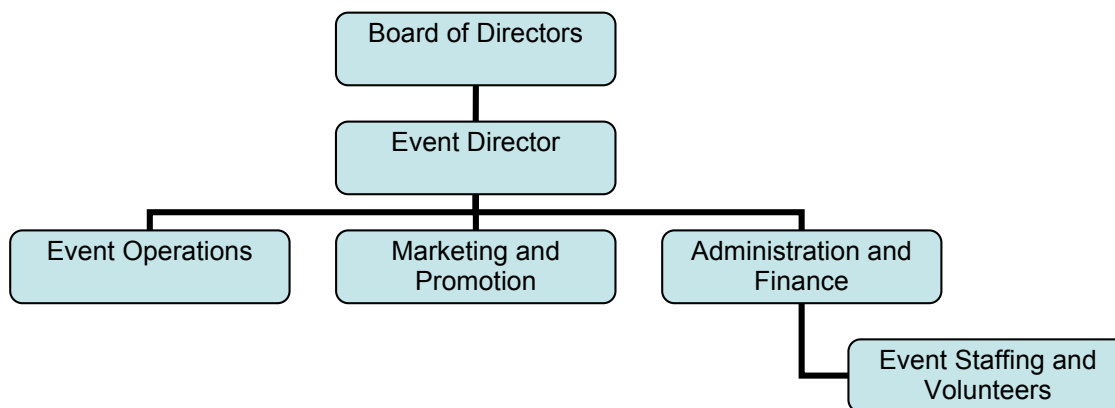 Board of Directors
Event Director
Event Operations
Marketing and
Promotion
Administration and
Finance
Event Staffing and
Volunteers